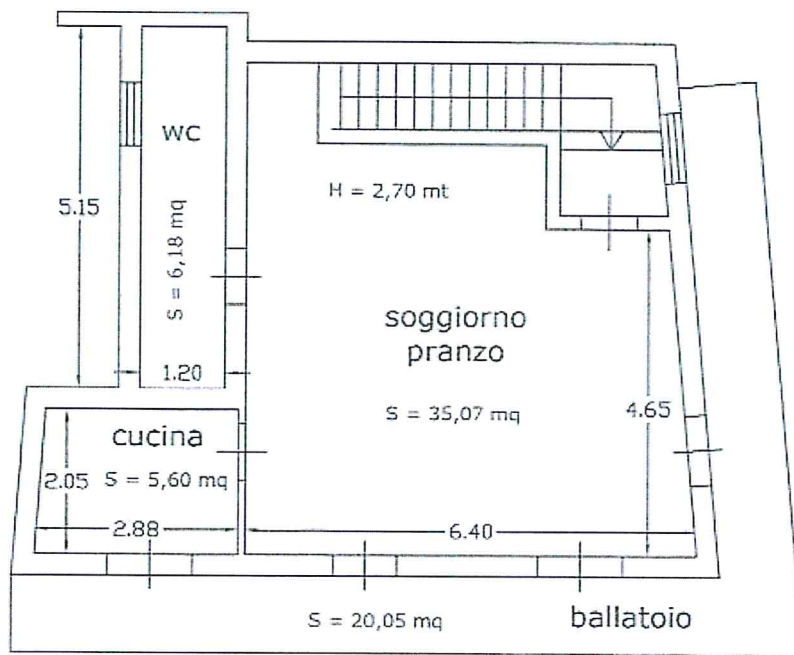 WC
H = 2,70 mt
5.15
S = 6,18 mq
soggiorno
pranzo
1.20
S = 35,07 mq
4.65
cucina
2.05
S = 5,60 mq
2.88
6.40
S = 20,05 mq
ballatoio